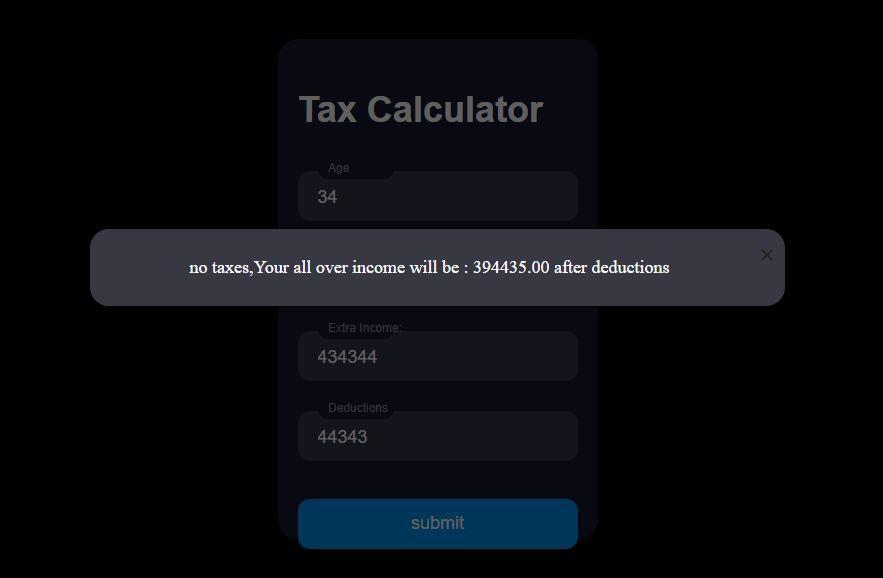 Tax Calculator
Age
34
no taxes,Your all over income will be : 394435.00 after deductions
Extra Income:
434344
Deductions
44343
submit